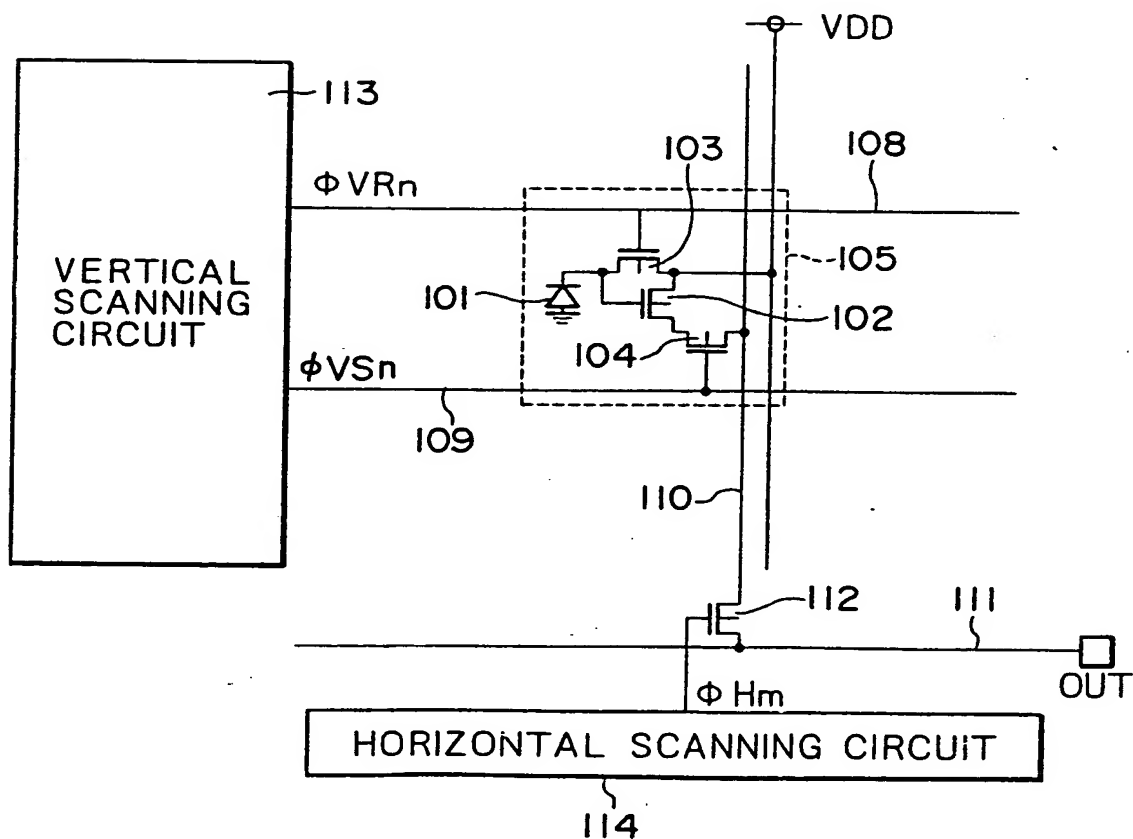 VDD
113
103
108
ΦVRn
VERTICAL
SCANNING
CIRCUIT
101
105
102
104
ΦVSn
109
110
112
111
OUT
ΦHm
HORIZONTAL SCANNING CIRCUIT
114